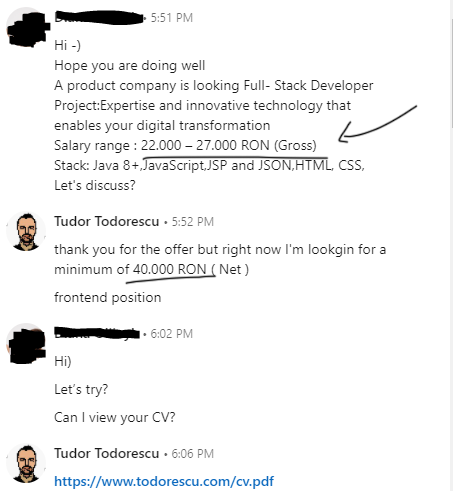 5:51 PM
Hi -)
Hope you are doing well
A product company is looking Full- Stack Developer
Project:Expertise and innovative technology that
enables your digital transformation
Salary range : 22.000 – 27.000 RON (Gross)
Stack: Java 8+,JavaScript,JSP and JSON,HTML, CSS,
Let's discuss?
Tudor Todorescu • 5:52 PM
thank you for the offer but right now I'm lookgin for a
minimum of 40.000 RON ( Net )
frontend position
• 6:02 PM
Hi)
Let's try?
Can I view your CV?
Tudor Todorescu • 6:06 PM
https://www.todorescu.com/cv.pdf